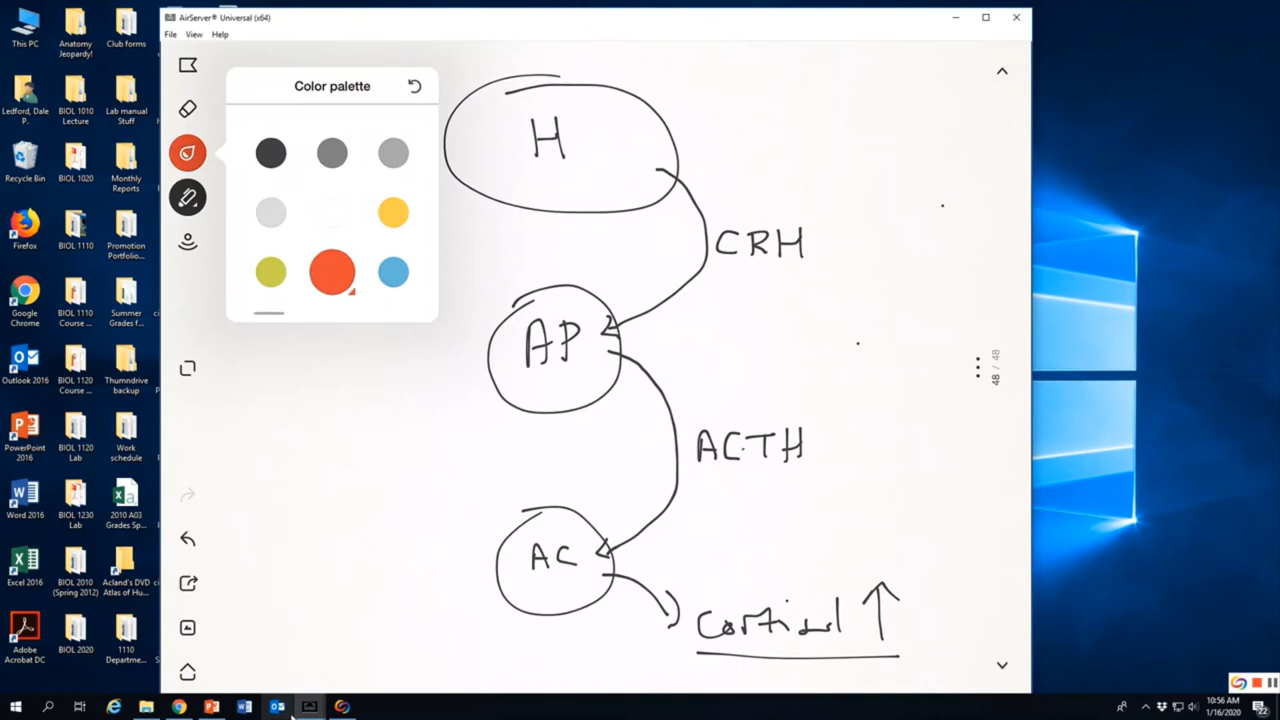 AirServer® Universal (x64)
File View Help
This PC
Anatomy Jeopardy!
Club forms
Color palette
H
Ledford, Dale P.
BIOL 1010 Lecture
Lab manual Stuff
Recycle Bin
BIOL 1020
Monthly Reports
CRH
Firefox
BIOL 1110
Promotion Portfolio...
Google Chrome
BIOL 1110 Course ...
Summer Grades f...
AP
48 / 48
Outlook 2016
BIOL 1120 Course ...
Thumndrive backup
ACTH
PowerPoint 2016
BIOL 1120 Lab
Work schedule
Word 2016
BIOL 1230 Lab
2010 A03 Grades Sp...
AC
Excel 2016
BIOL 2010 (Spring 2012)
Acland's DVD Atlas of Hu...
Cortisol ↑
Adobe Acrobat DC
BIOL 2020
1110 Departme...
10:56 AM
1/16/2020
22